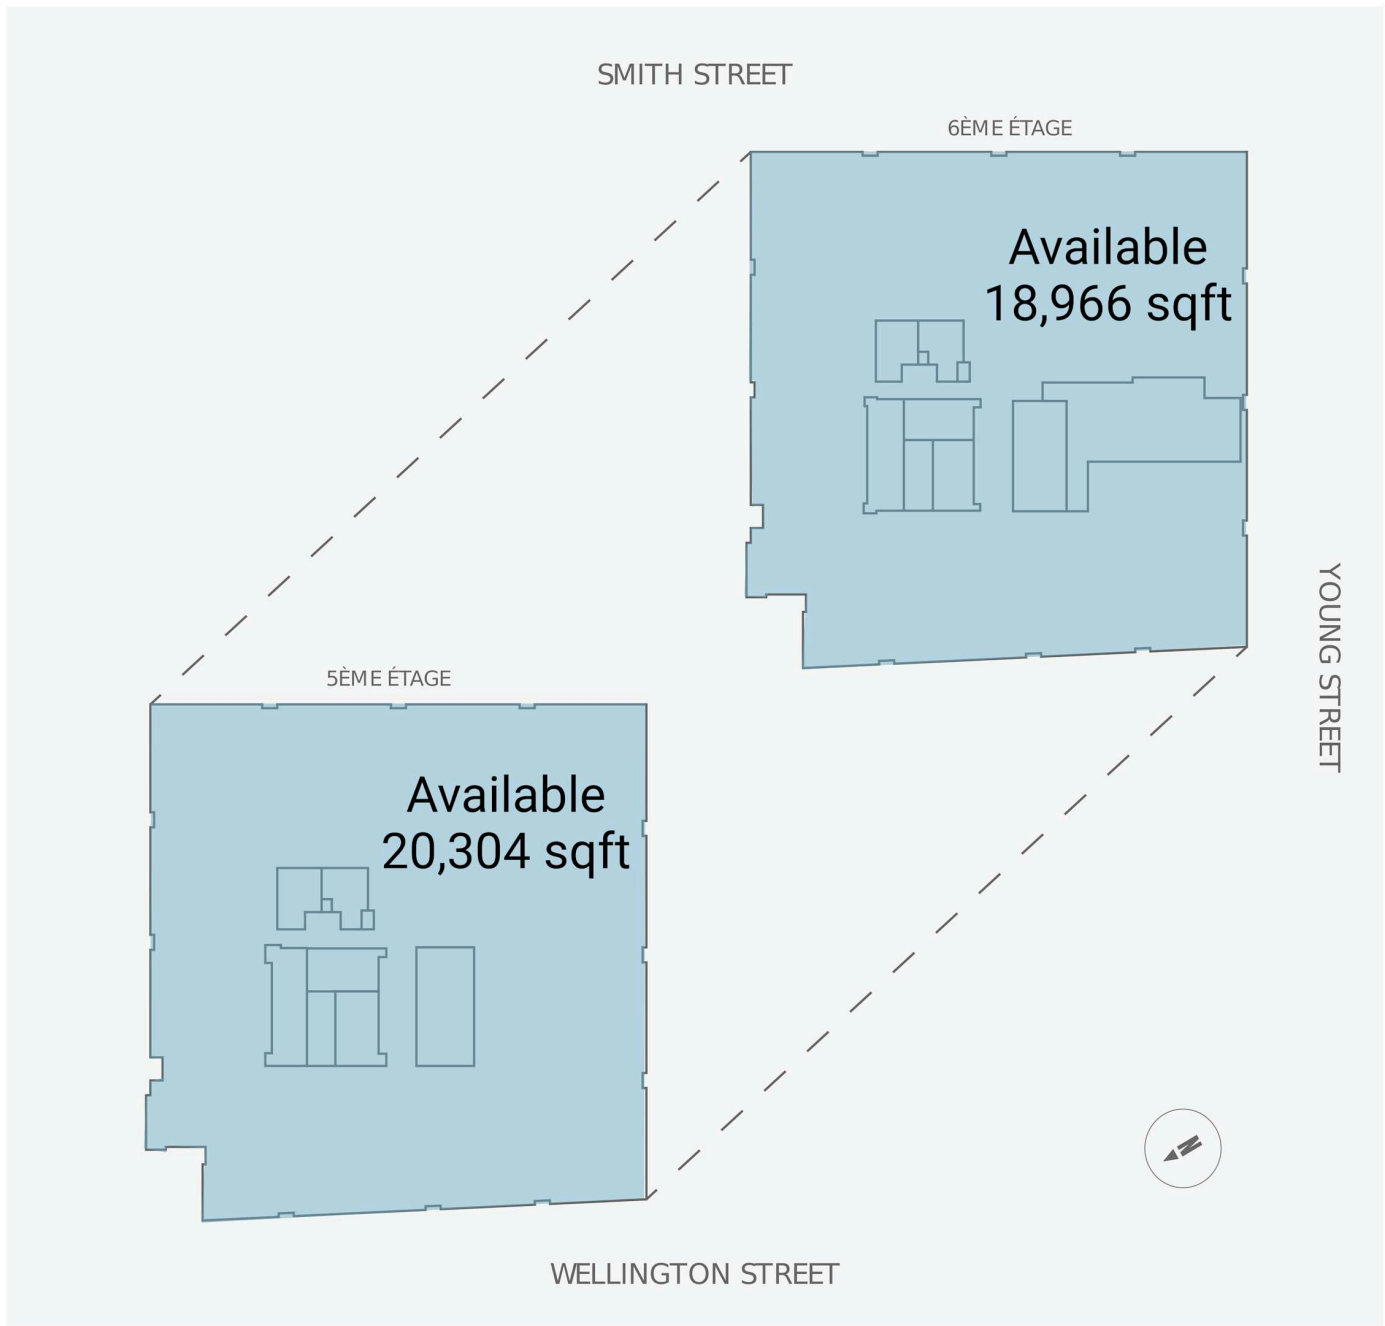 SMITH STREET
6ÈME ÉTAGE
Available
18,966 sqft
YOUNG STREET
5ÈME ÉTAGE
Available
20,304 sqft
N
WELLINGTON STREET